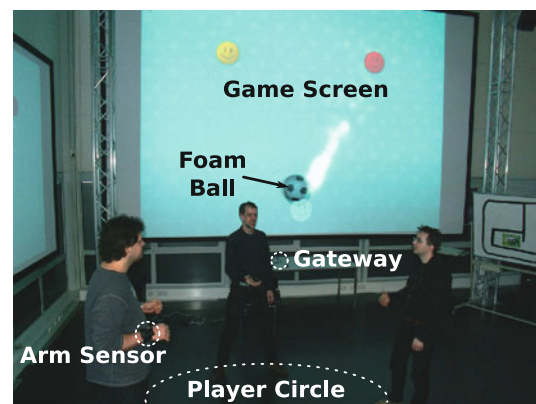 Game Screen
Foam
Ball
Gateway
Arm Sensor
Player Circle